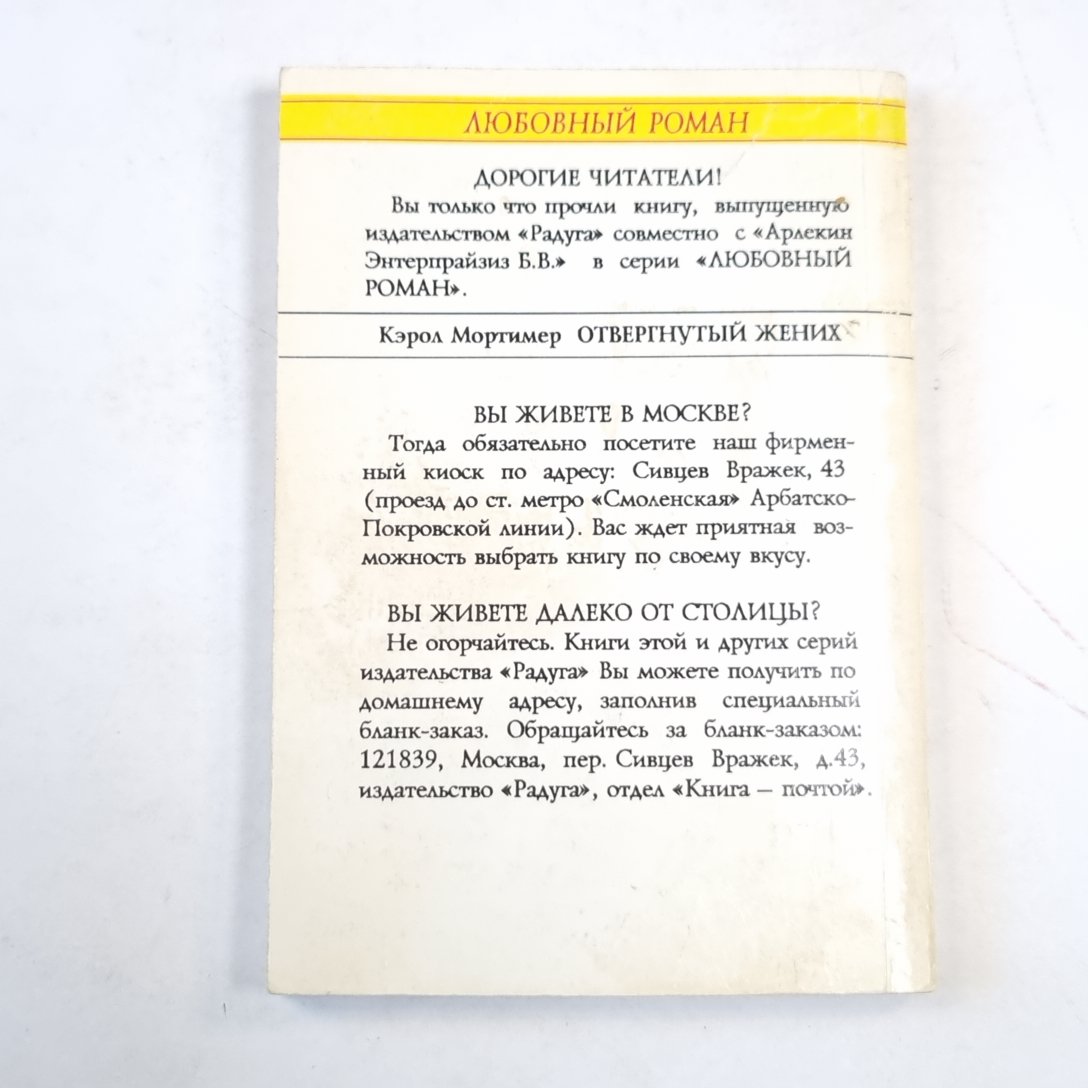 ЛЮБОВНЫЙ РОМАН
ДОРОГИЕ ЧИТАТЕЛИ!
Вы только что прочли книгу, выпущенную
издательством «Радуга» совместно с «Арлекин
Энтерпрайзиз Б.В.» в серии «ЛЮБОВНЫЙ
РОМАН».
Кэрол Мортимер ОТВЕРГНУТЫЙ ЖЕНИХ
ВЫ ЖИВЕТЕ В МОСКВЕ?
Тогда обязательно посетите наш фирмен-
ный киоск по адресу: Сивцев Вражек, 43
(проезд до ст. метро «Смоленская» Арбатско-
Покровской линии). Вас ждет приятная воз-
можность выбрать книгу по своему вкусу.
ВЫ ЖИВЕТЕ ДАЛЕКО ОТ СТОЛИЦЫ?
Не огорчайтесь. Книги этой и других серий
издательства «Радуга» Вы можете получить по
домашнему адресу, заполнив специальный
бланк-заказ. Обращайтесь за бланк-заказом:
121839, Москва, пер. Сивцев Вражек, д.43,
издательство «Радуга», отдел «Книга – почтой».